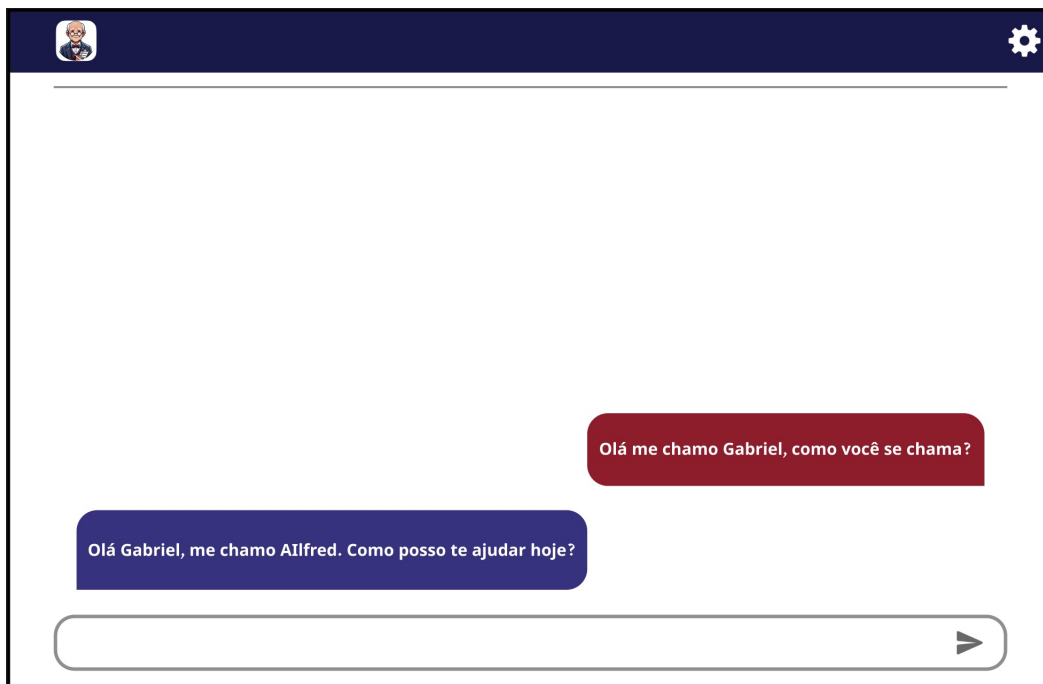 Olá me chamo Gabriel, como você se chama?
Olá Gabriel, me chamo AIlfred. Como posso te ajudar hoje?